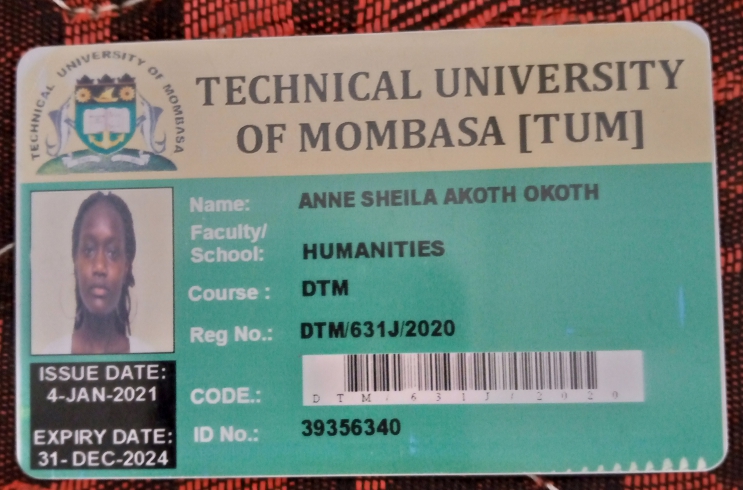 TECHNICAL UNIVERSITY OF MOMBASA
TECHNICAL UNIVERSITY
OF MOMBASA [TUM]
Name: ANNE SHEILA AKOTH OKOTH
Faculty/
School: HUMANITIES
Course : DTM
Reg No.: DTM/631J/2020
ISSUE DATE:
4-JAN-2021
CODE.: DTM/631J/2020
EXPIRY DATE:
31- DEC-2024
ID No.: 39356340